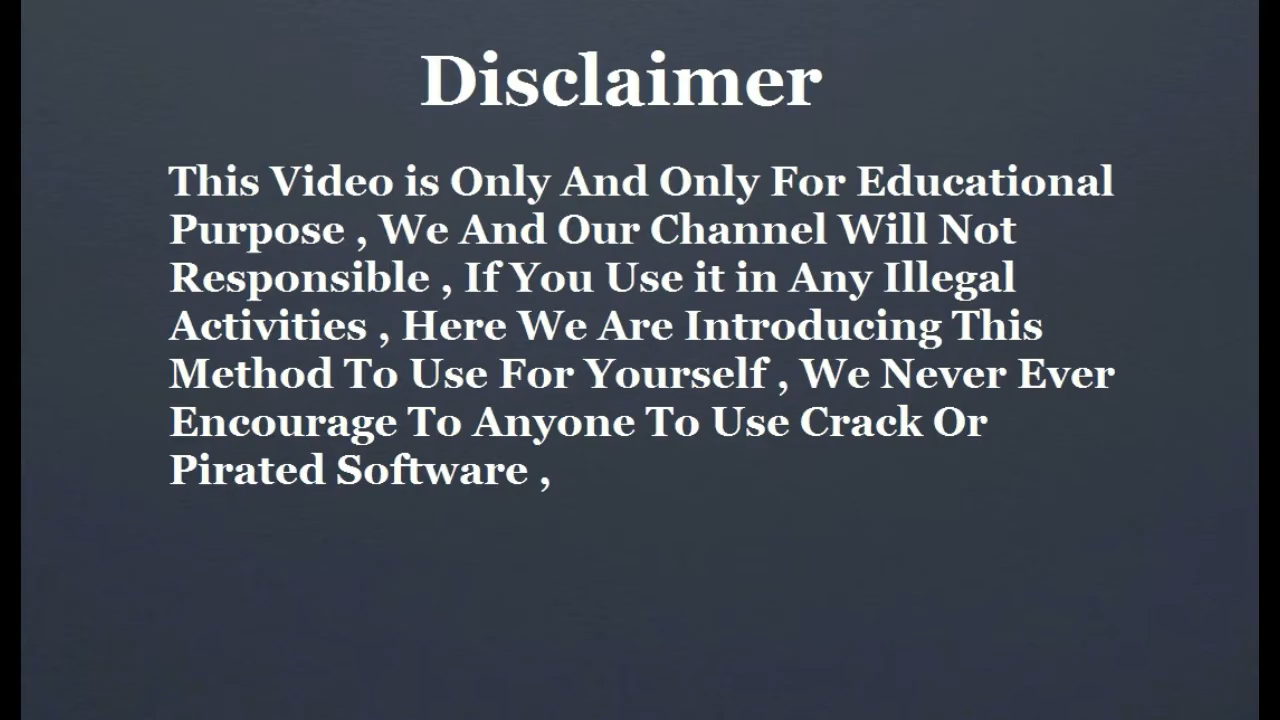 Disclaimer
This Video is Only And Only For Educational
Purpose , We And Our Channel Will Not
Responsible , If You Use it in Any Illegal
Activities , Here We Are Introducing This
Method To Use For Yourself , We Never Ever
Encourage To Anyone To Use Crack Or
Pirated Software ,